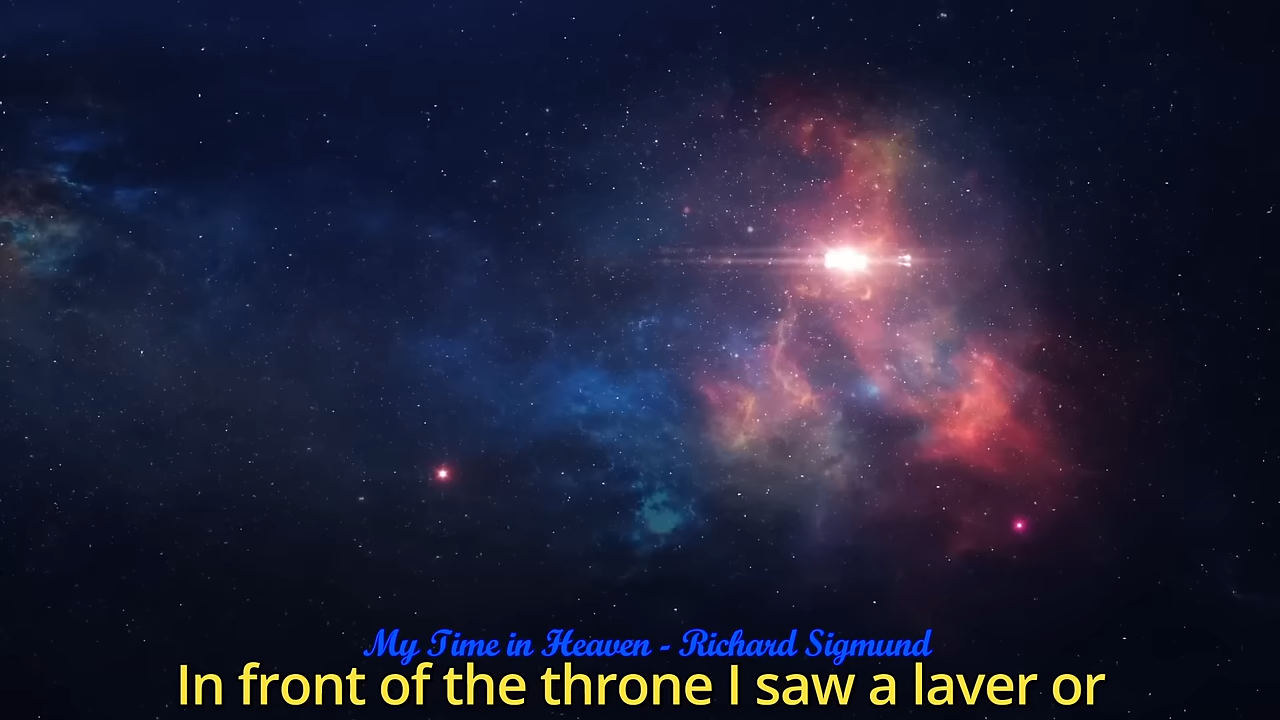 My Time in Heaven - Richard Sigmund
In front of the throne I saw a laver or